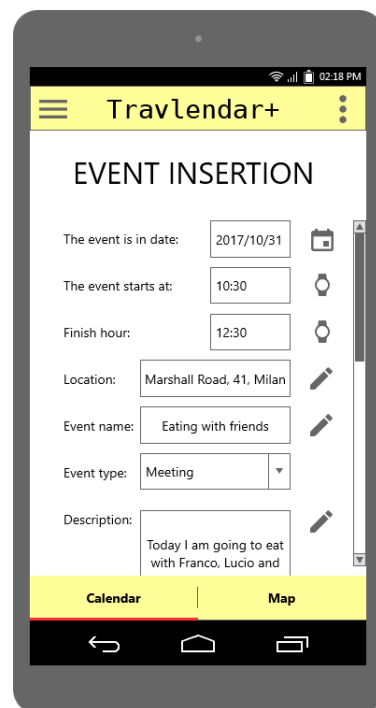 02:18 PM
Travlendar+
EVENT INSERTION
The event is in date: 2017/10/31
The event starts at: 10:30
Finish hour: 12:30
Location: Marshall Road, 41, Milan
Event name: Eating with friends
Event type: Meeting
Description:
Today I am going to eat
with Franco, Lucio and
Calendar Map